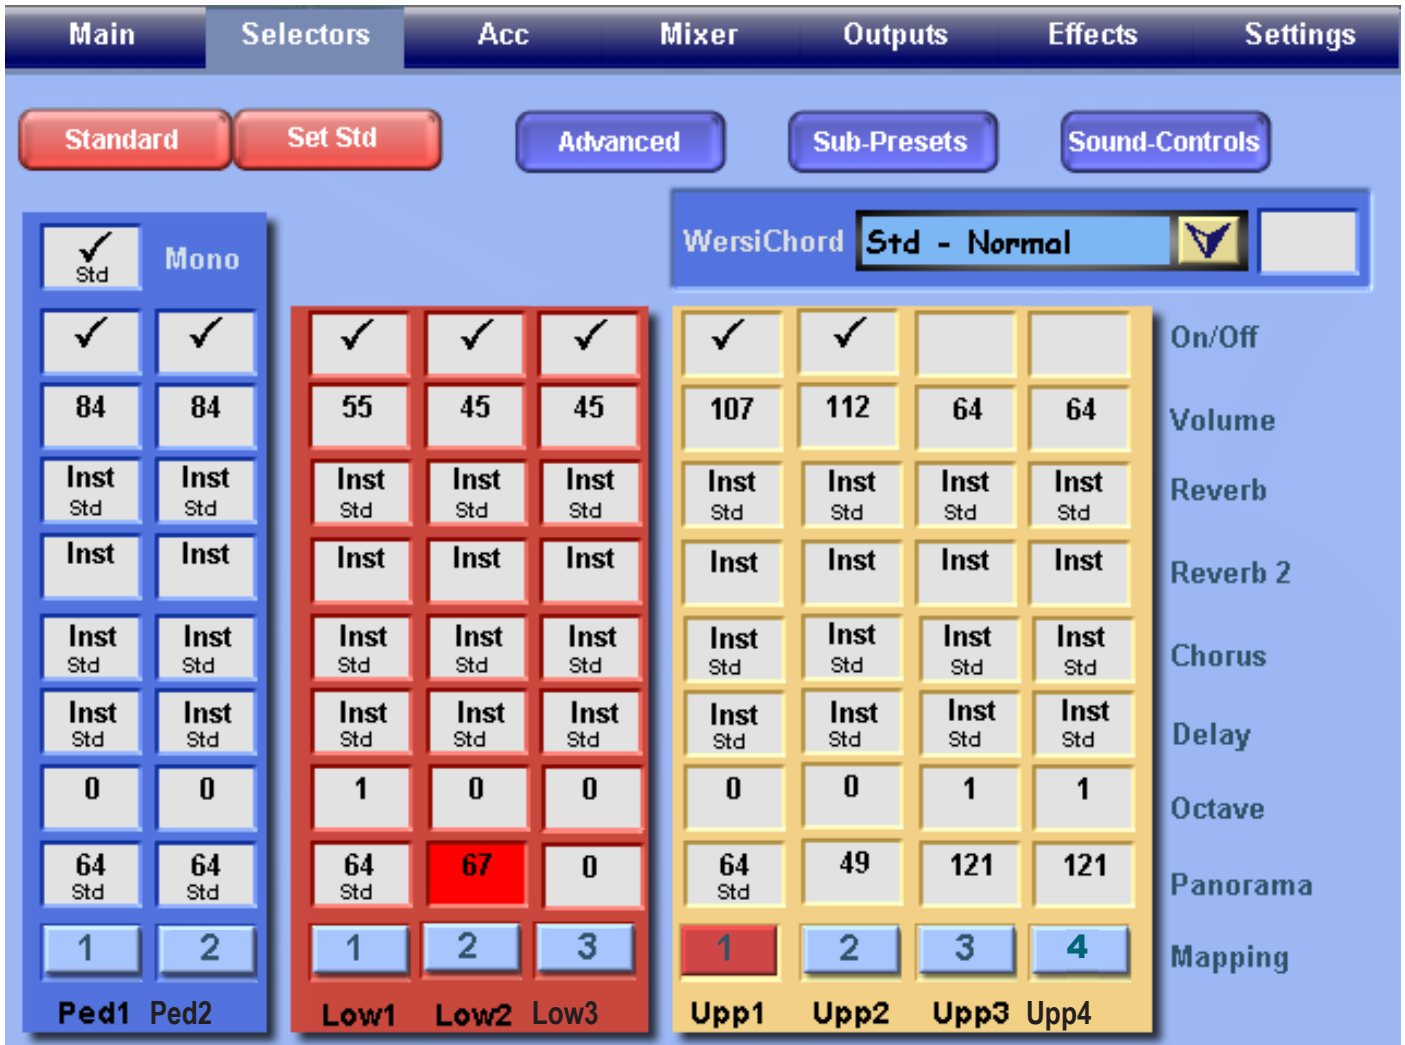 Main Selectors Acc Mixer Outputs Effects Settings
Standard Set Std Advanced Sub-Presets Sound-Controls
WersiChord Std - Normal
Std Mono
On/Off
84 84 55 45 45 107 112 64 64 Volume
Inst Inst Inst Inst Inst Inst Inst Inst Inst Reverb
Std Std Std Std Std Std Std Std Std
Inst Inst Inst Inst Inst Inst Inst Inst Inst Reverb 2
Inst Inst Inst Inst Inst Inst Inst Inst Inst Chorus
Std Std Std Std Std Std Std Std Std
Inst Inst Inst Inst Inst Inst Inst Inst Inst Delay
Std Std Std Std Std Std Std Std Std
0 0 1 0 0 0 0 1 1 Octave
64 64 64 67 0 64 49 121 121 Panorama
Std Std Std Std
1 2 1 2 3 1 2 3 4 Mapping
Ped1 Ped2 Low1 Low2 Low3 Upp1 Upp2 Upp3 Upp4